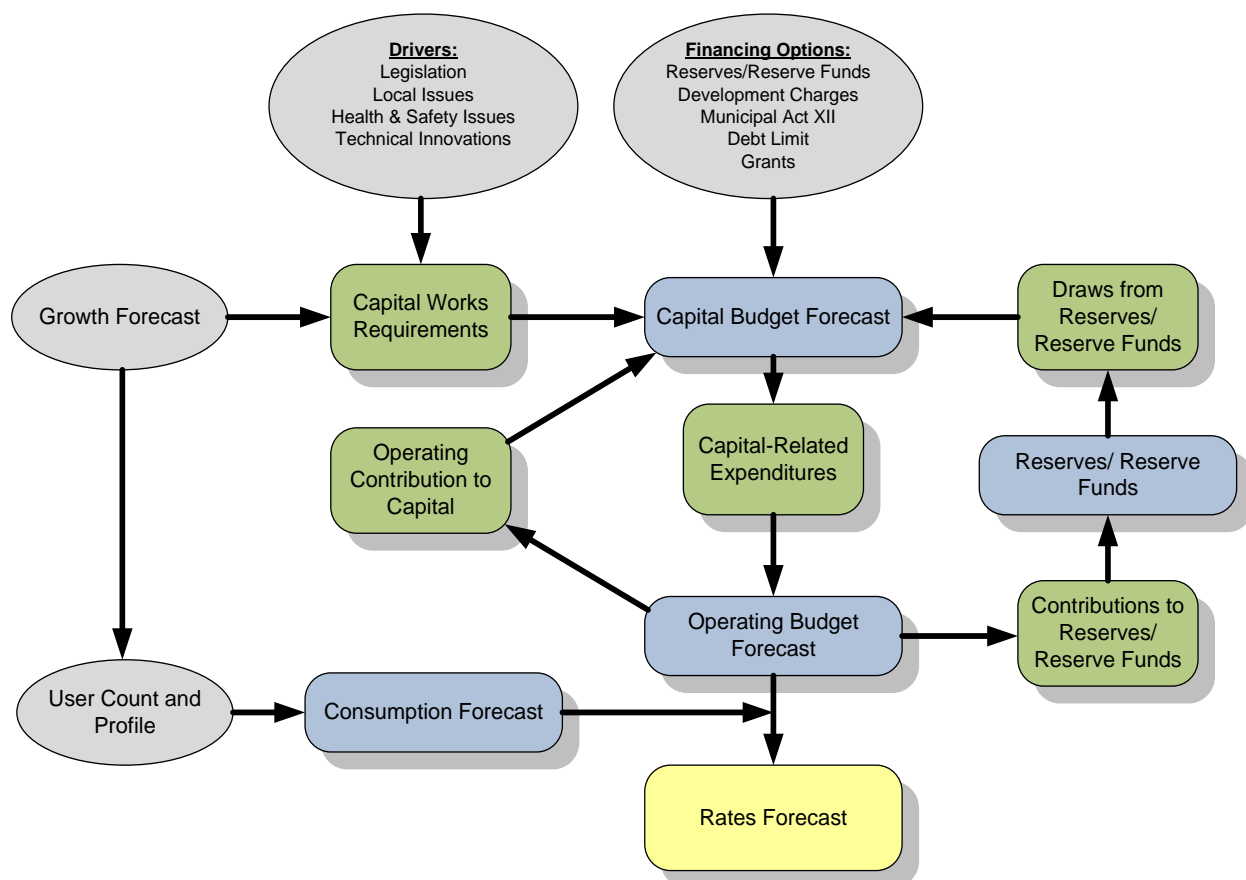 Drivers:
Legislation
Local Issues
Health & Safety Issues
Technical Innovations
Financing Options:
Reserves/Reserve Funds
Development Charges
Municipal Act XII
Debt Limit
Grants
Growth Forecast
Capital Works
Requirements
Capital Budget Forecast
Draws from
Reserves/
Reserve Funds
Operating
Contribution to
Capital
Capital-Related
Expenditures
Reserves/ Reserve
Funds
Operating Budget
Forecast
Contributions to
Reserves/
Reserve Funds
User Count and
Profile
Consumption Forecast
Rates Forecast